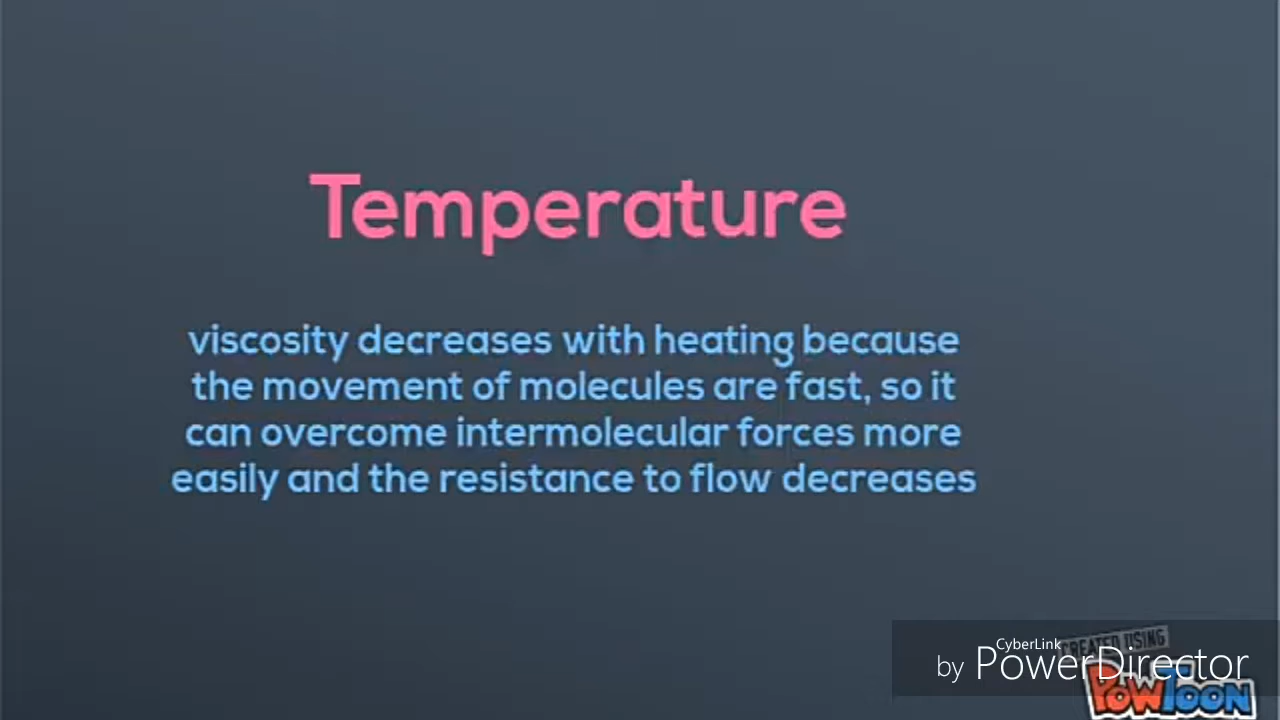 Temperature
viscosity decreases with heating because
the movement of molecules are fast, so it
can overcome intermolecular forces more
easily and the resistance to flow decreases
CREATED USING
CyberLink
by PowerDirector
POWTOON